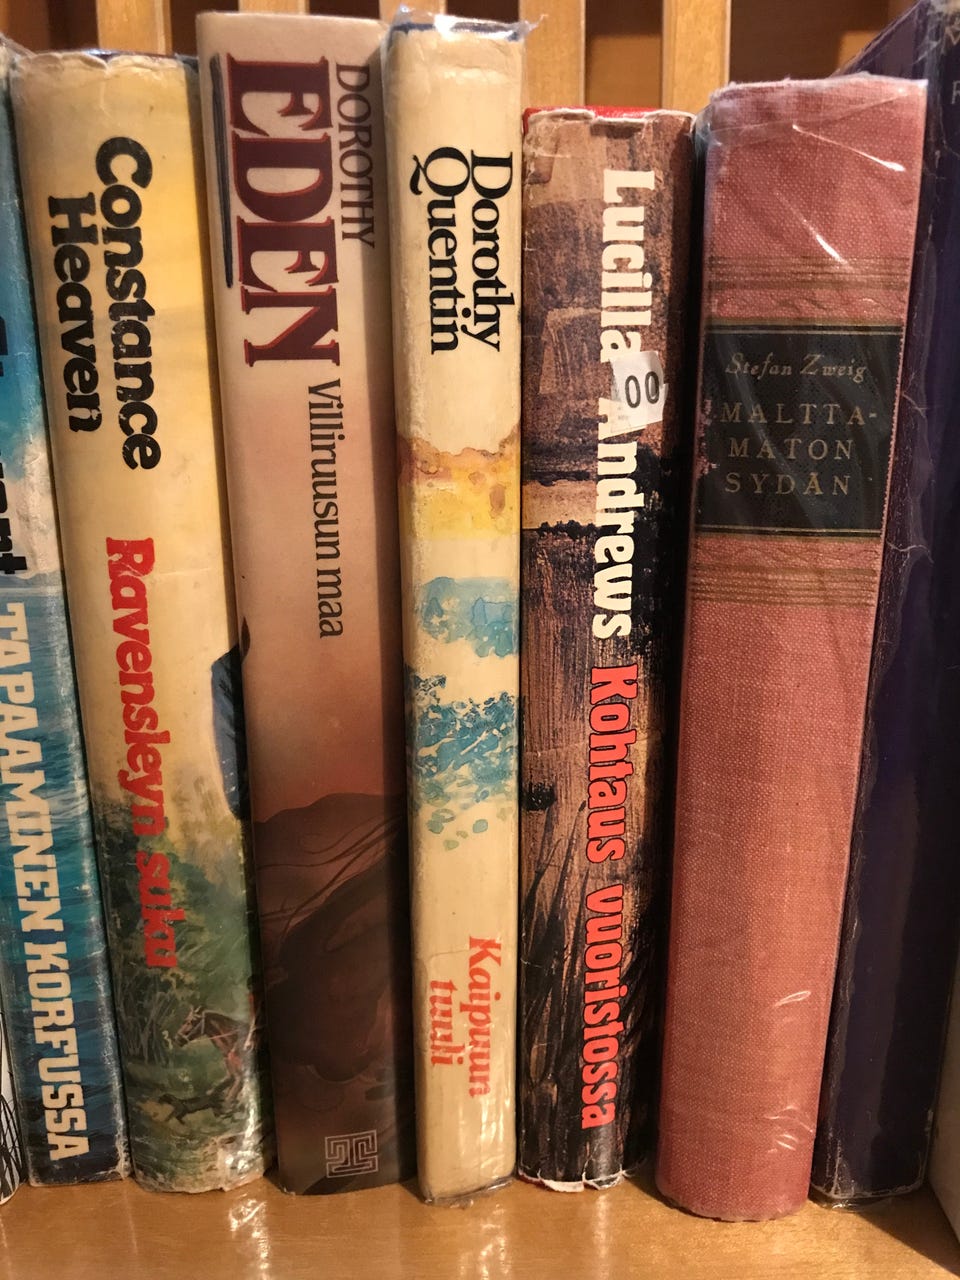 TAPAAMINEN KORFUSSA
Constance
Heaven
Ravensleyn suku
DOROTHY
EDEN
Villiruusun maa
Dorothy
Quentin
Kaipuun
tuuli
Lucilla Andrews Kohtaus vuoristossa
00
Stefan Zweig
MALTTA-
MATON
SYDÄN